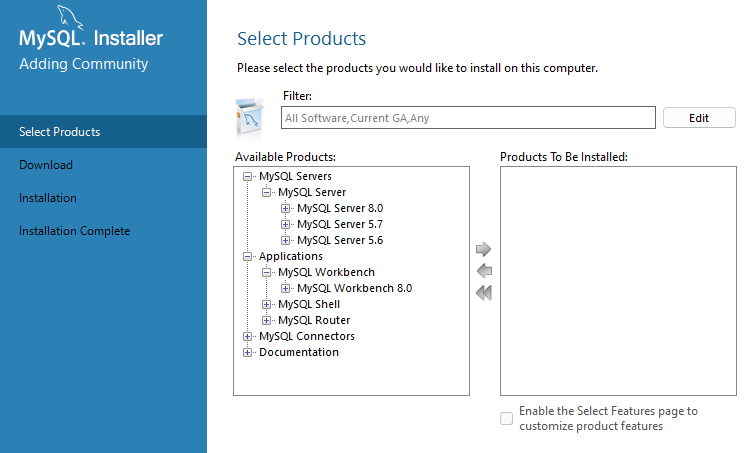 MySQL. Installer
Adding Community
Select Products
Download
Installation
Installation Complete
Select Products
Please select the products you would like to install on this computer.
Filter:
All Software,Current GA,Any
Edit
Available Products:
MySQL Servers
MySQL Server
MySQL Server 8.0
MySQL Server 5.7
MySQL Server 5.6
Applications
MySQL Workbench
MySQL Workbench 8.0
MySQL Shell
MySQL Router
MySQL Connectors
Documentation
Products To Be Installed:
Enable the Select Features page to
customize product features